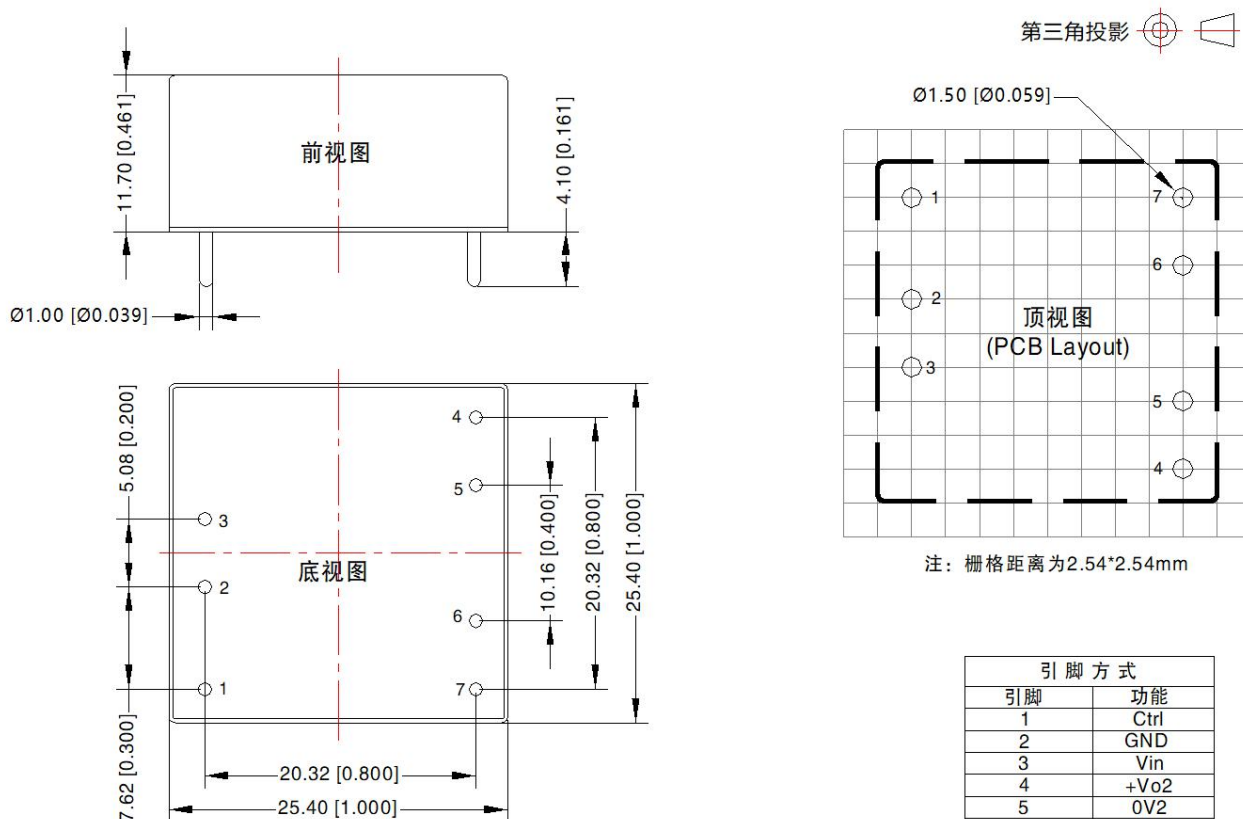 第三角投影
Ø1.50 [Ø0.059]
11.70 [0.461]
前视图
4.10 [0.161]
Ø1.00 [Ø0.039]
1
7
6
2
顶视图
(PCB Layout)
3
5
4
注：栅格距离为2.54*2.54mm
5.08 [0.200]
4
5
3
底视图
2
6
1
7
10.16 [0.400]
20.32 [0.800]
25.40 [1.000]
7.62 [0.300]
20.32 [0.800]
25.40 [1.000]
引脚方式
引脚 功能
1 Ctrl
2 GND
3 Vin
4 +Vo2
5 0V2